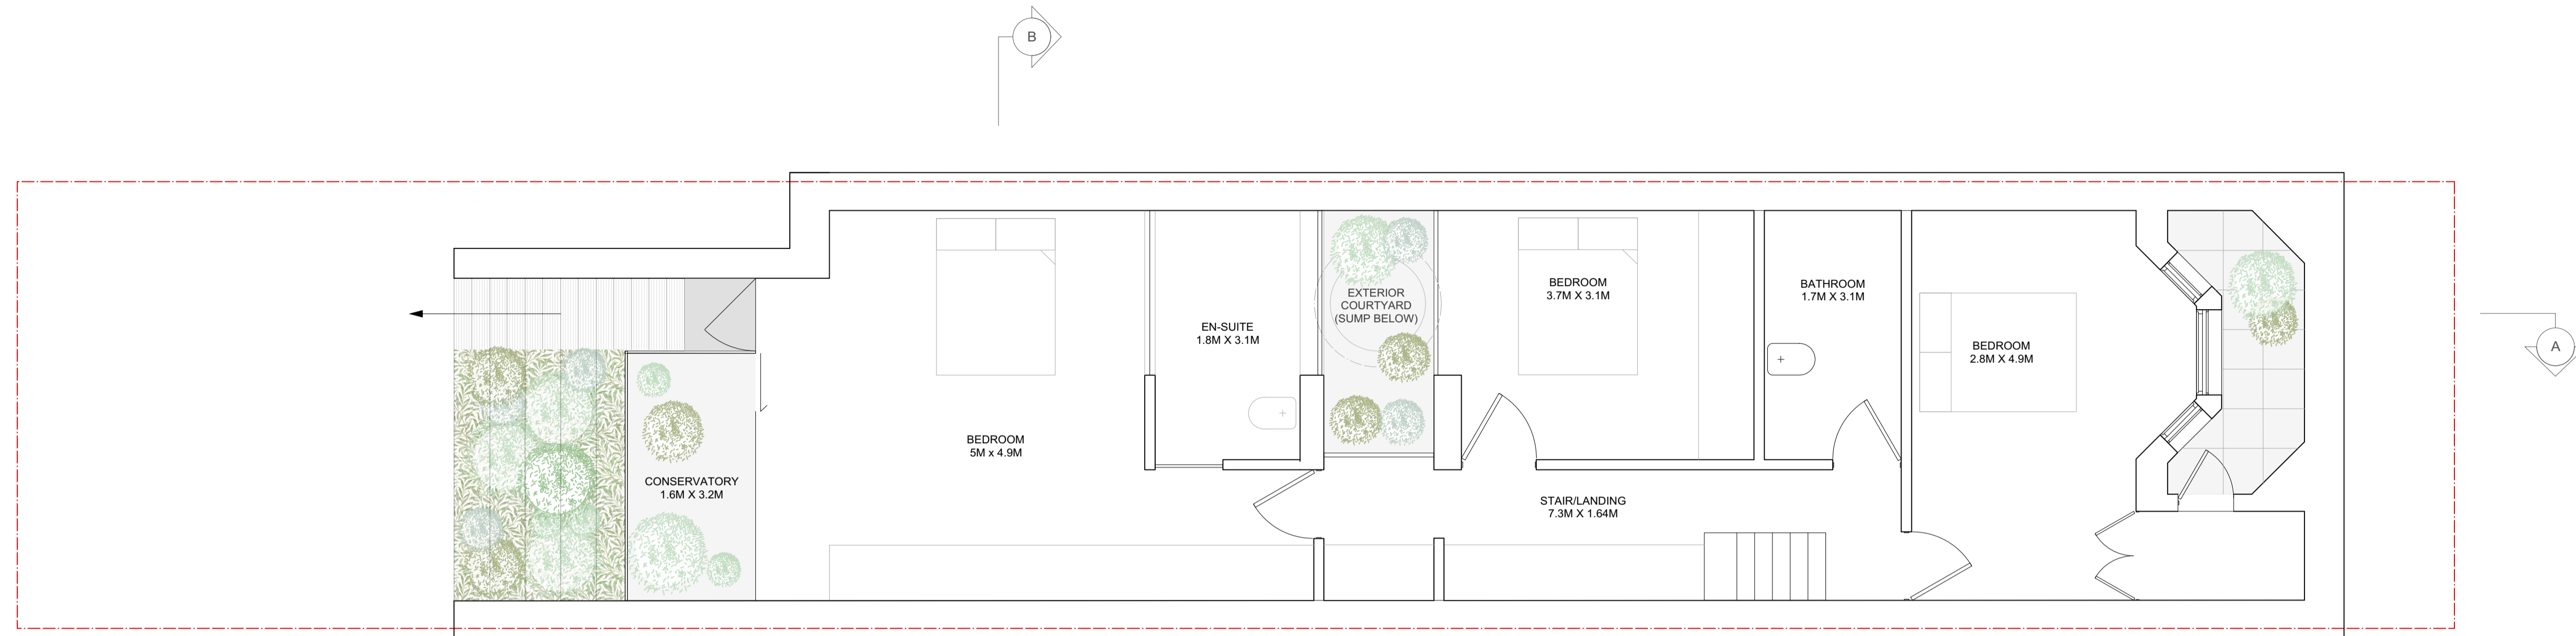 B
BEDROOM
3.7M X 3.1M
BATHROOM
1.7M X 3.1M
EXTERIOR
COURTYARD
(SUMP BELOW)
EN-SUITE
1.8M X 3.1M
BEDROOM
2.8M X 4.9M
A
BEDROOM
5M x 4.9M
CONSERVATORY
1.6M X 3.2M
STAIR/LANDING
7.3M X 1.64M